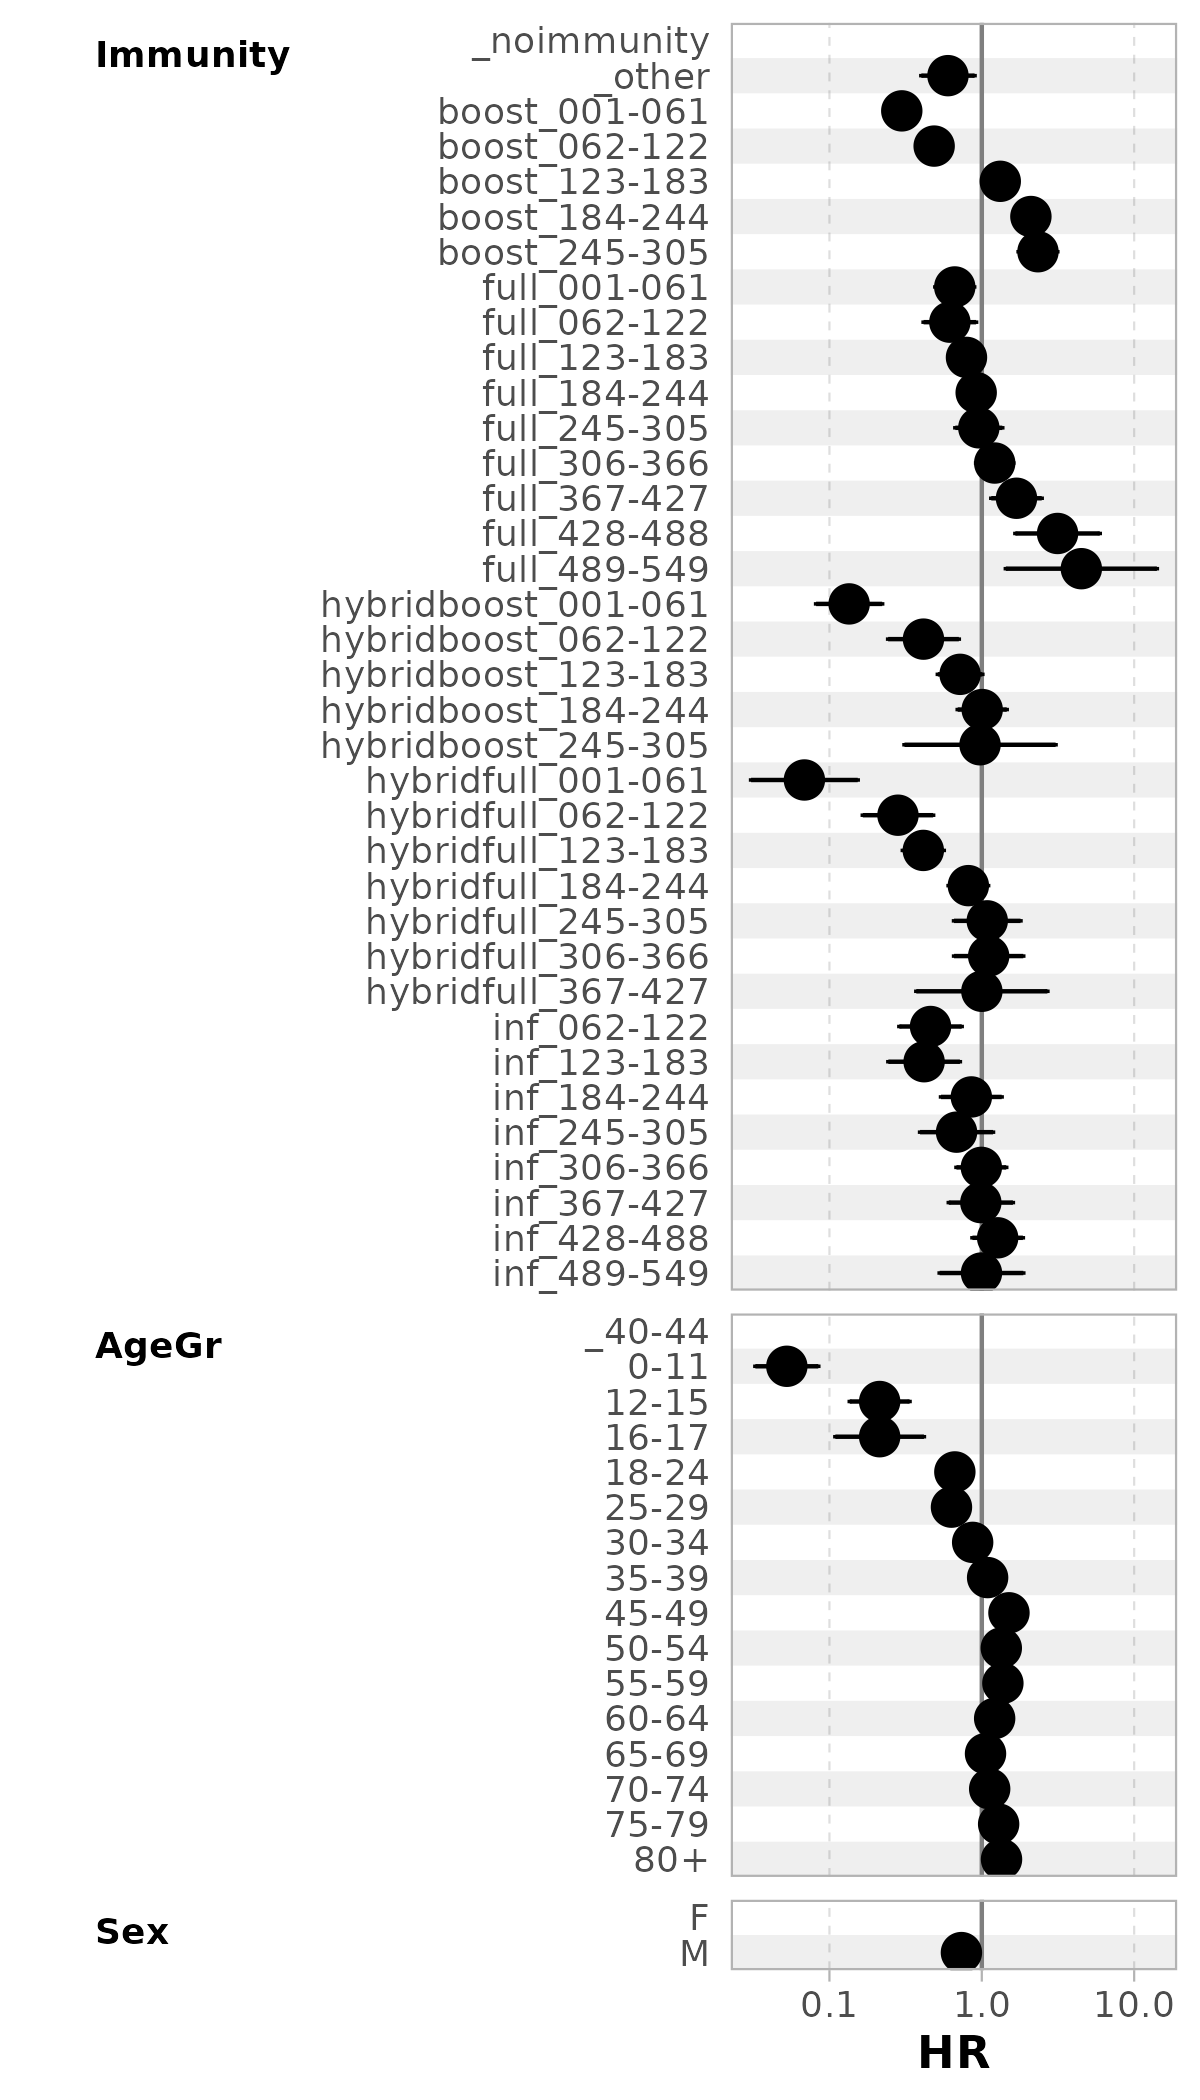 Immunity
_noimmunity
_other
boost_001-061
boost_062-122
boost_123-183
boost_184-244
boost_245-305
full_001-061
full_062-122
full_123-183
full_184-244
full_245-305
full_306-366
full_367-427
full_428-488
full_489-549
hybridboost_001-061
hybridboost_062-122
hybridboost_123-183
hybridboost_184-244
hybridboost_245-305
hybridfull_001-061
hybridfull_062-122
hybridfull_123-183
hybridfull_184-244
hybridfull_245-305
hybridfull_306-366
hybridfull_367-427
inf_062-122
inf_123-183
inf_184-244
inf_245-305
inf_306-366
inf_367-427
inf_428-488
inf_489-549
AgeGr
_40-44
0-11
12-15
16-17
18-24
25-29
30-34
35-39
45-49
50-54
55-59
60-64
65-69
70-74
75-79
80+
Sex
F
M
0.1 1.0 10.0
HR